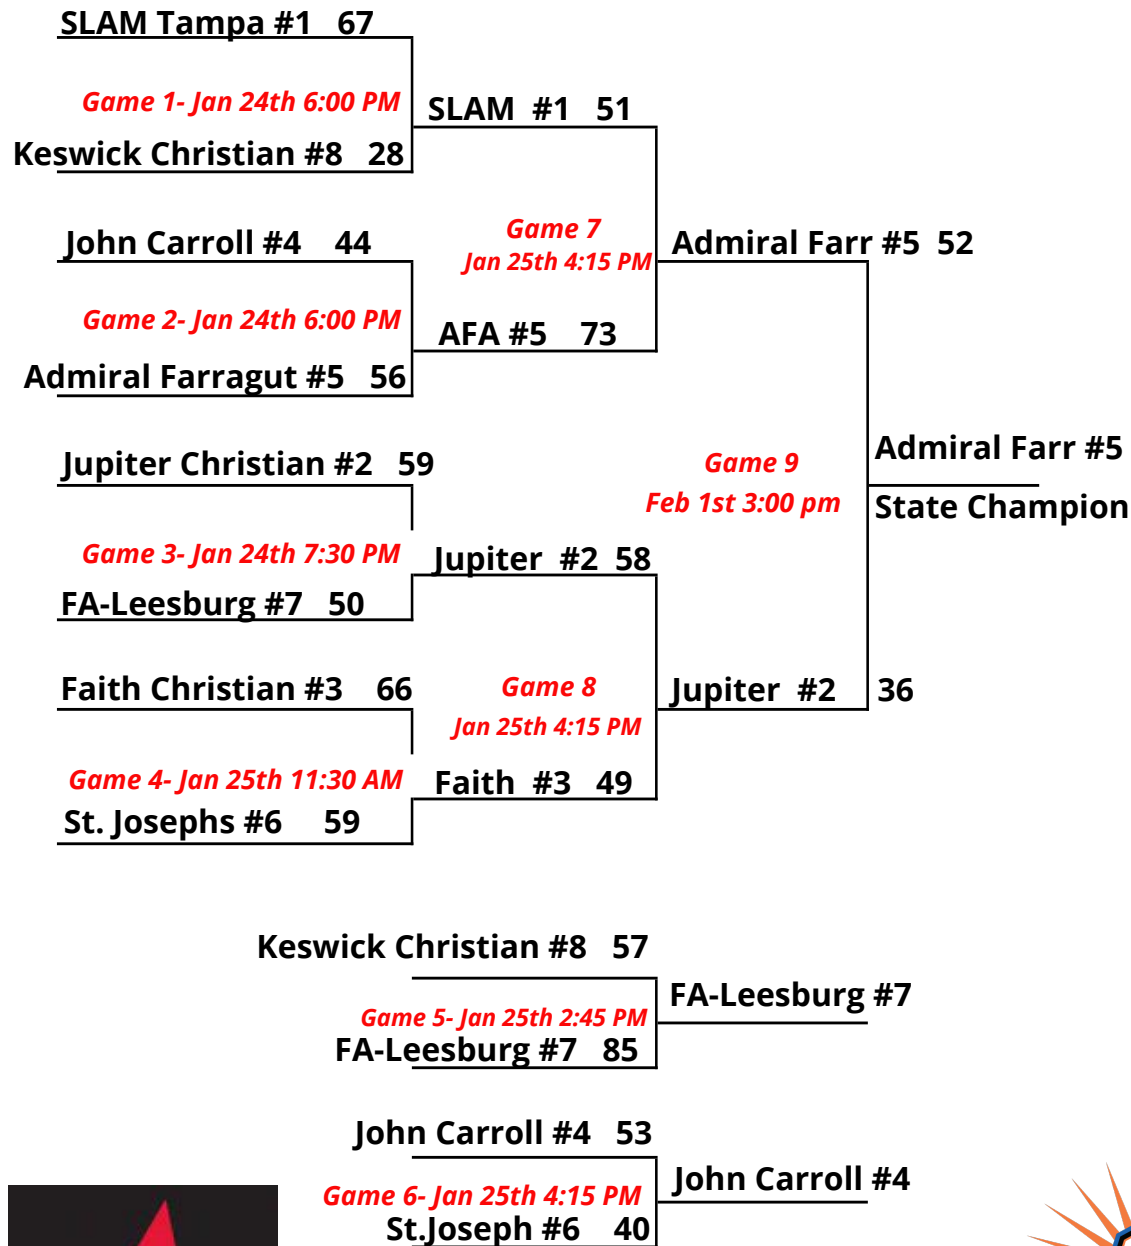 SLAM Tampa #1 67
Game 1- Jan 24th 6:00 PM
SLAM #1 51
Keswick Christian #8 28
John Carroll #4 44
Game 7
Jan 25th 4:15 PM
Admiral Farr #5 52
Game 2- Jan 24th 6:00 PM
AFA #5 73
Admiral Farragut #5 56
Jupiter Christian #2 59
Game 9
Feb 1st 3:00 pm
Admiral Farr #5
State Champion
Game 3- Jan 24th 7:30 PM
Jupiter #2 58
FA-Leesburg #7 50
Faith Christian #3 66
Game 8
Jan 25th 4:15 PM
Jupiter #2 36
Game 4- Jan 25th 11:30 AM
Faith #3 49
St. Josephs #6 59
Keswick Christian #8 57
FA-Leesburg #7
Game 5- Jan 25th 2:45 PM
FA-Leesburg #7 85
John Carroll #4 53
John Carroll #4
Game 6- Jan 25th 4:15 PM
St.Joseph #6 40